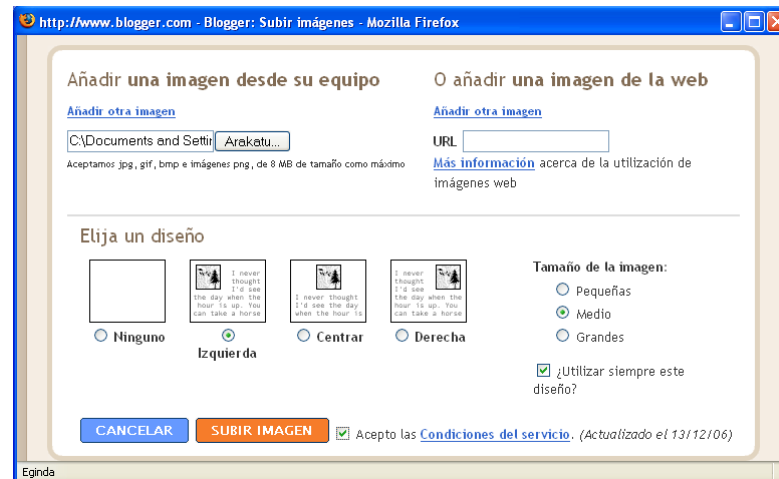 http://www.blogger.com - Blogger: Subir imágenes - Mozilla Firefox
Añadir una imagen desde su equipo
Añadir otra imagen
C:\Documents and Settir Arakatu...
Aceptamos jpg, gif, bmp e imágenes png, de 8 MB de tamaño como máximo
O añadir una imagen de la web
Añadir otra imagen
URL
Más información acerca de la utilización de
imágenes web
Elija un diseño
I never
thought
I'd see
the day when the
hour is up. You
can take a horse
I never thought
I'd see the day
when the hour is
I never
thought
I'd see
the day when the
hour is up. You
can take a horse
Ninguno
Izquierda
Centrar
Derecha
Tamaño de la imagen:
Pequeñas
Medio
Grandes
¿Utilizar siempre este
diseño?
CANCELAR SUBIR IMAGEN Acepto las Condiciones del servicio. (Actualizado el 13/12/06)
Eginda